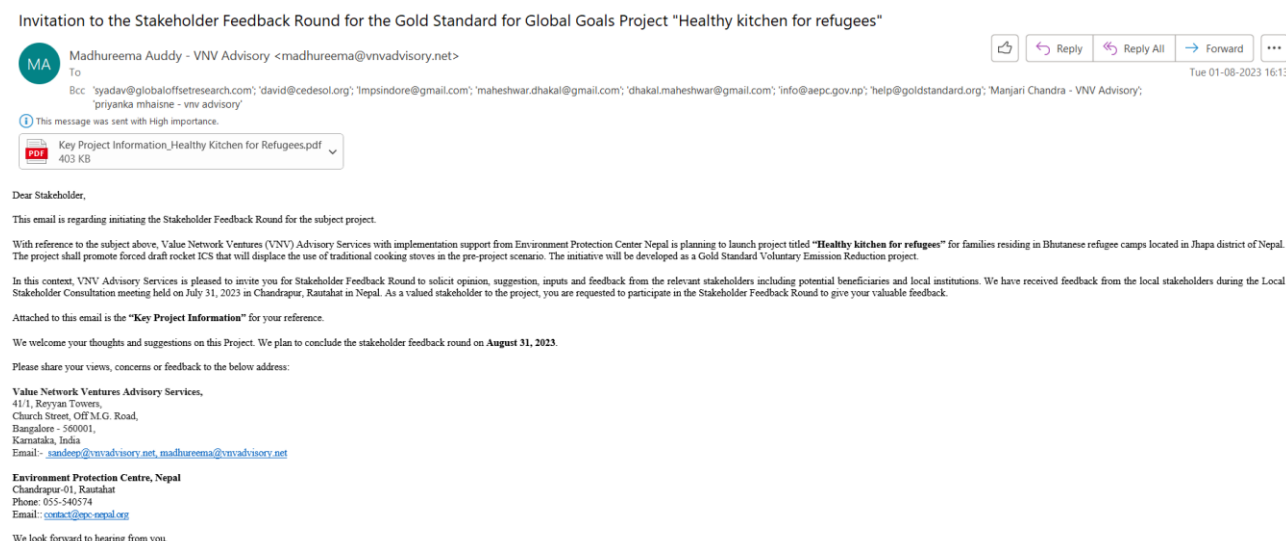 Invitation to the Stakeholder Feedback Round for the Gold Standard for Global Goals Project "Healthy kitchen for refugees"
MA
Madhureema Auddy - VNV Advisory <madhureema@vnvadvisory.net>
Reply
Reply All
Forward
To
Tue 01-08-2023 16:13
Bcc 'syadav@globaloffsetresearch.com'; 'david@cedesol.org'; 'lmpsindore@gmail.com'; 'maheshwar.dhakal@gmail.com'; 'dhakal.maheshwar@gmail.com'; 'info@aepc.gov.np'; 'help@goldstandard.org'; 'Manjari Chandra - VNV Advisory';
'priyanka mhaisne - vnv advisory'
This message was sent with High importance.
PDF
Key Project Information_Healthy Kitchen for Refugees.pdf
403 KB
Dear Stakeholder,
This email is regarding initiating the Stakeholder Feedback Round for the subject project.
With reference to the subject above, Value Network Ventures (VNV) Advisory Services with implementation support from Environment Protection Center Nepal is planning to launch project titled "Healthy kitchen for refugees" for families residing in Bhutanese refugee camps located in Jhapa district of Nepal.
The project shall promote forced draft rocket ICS that will displace the use of traditional cooking stoves in the pre-project scenario. The initiative will be developed as a Gold Standard Voluntary Emission Reduction project.
In this context, VNV Advisory Services is pleased to invite you for Stakeholder Feedback Round to solicit opinion, suggestion, inputs and feedback from the relevant stakeholders including potential beneficiaries and local institutions. We have received feedback from the local stakeholders during the Local
Stakeholder Consultation meeting held on July 31, 2023 in Chandrapur, Rautahat in Nepal. As a valued stakeholder to the project, you are requested to participate in the Stakeholder Feedback Round to give your valuable feedback.
Attached to this email is the "Key Project Information" for your reference.
We welcome your thoughts and suggestions on this Project. We plan to conclude the stakeholder feedback round on August 31, 2023.
Please share your views, concerns or feedback to the below address:
Value Network Ventures Advisory Services,
41/1, Reyyan Towers,
Church Street, Off M.G. Road,
Bangalore - 560001,
Karnataka, India
Email:- sandeep@vnvadvisory.net, madhureema@vnvadvisory.net
Environment Protection Centre, Nepal
Chandrapur-01, Rautahat
Phone: 055-540574
Email:: contact@epc-nepal.org
We look forward to hearing from you.